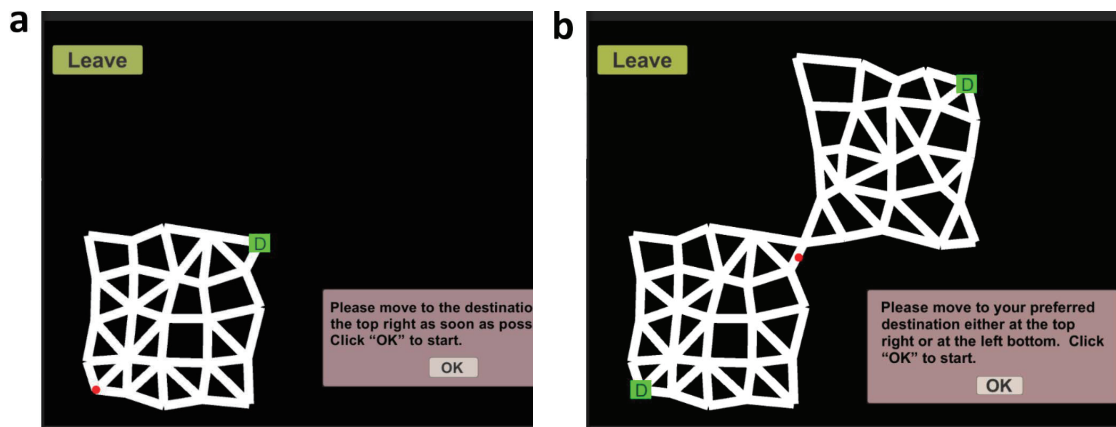 a
Leave
D
Please move to the destinatio
the top right as soon as poss
Click “OK” to start.
OK
b
Leave
D
D
Please move to your preferred
destination either at the top
right or at the left bottom. Click
“OK” to start.
OK